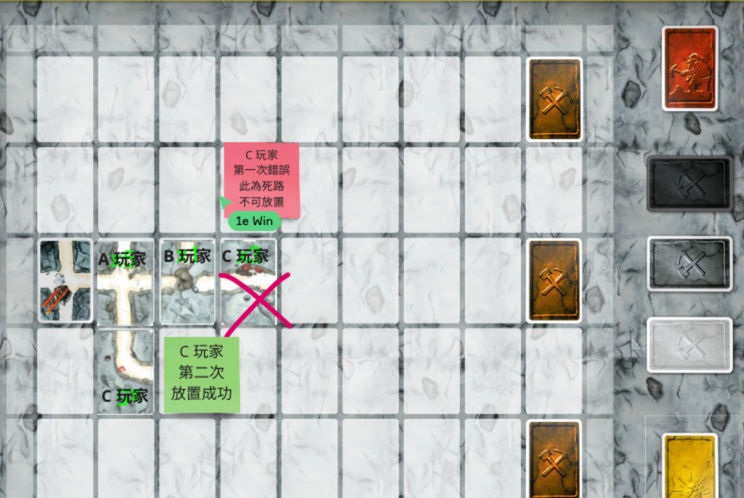 C 玩家
第一次錯誤
此為死路
不可放置
1e Win
A 玩家
B 玩家
C 玩家
C 玩家
第二次
放置成功
C 玩家